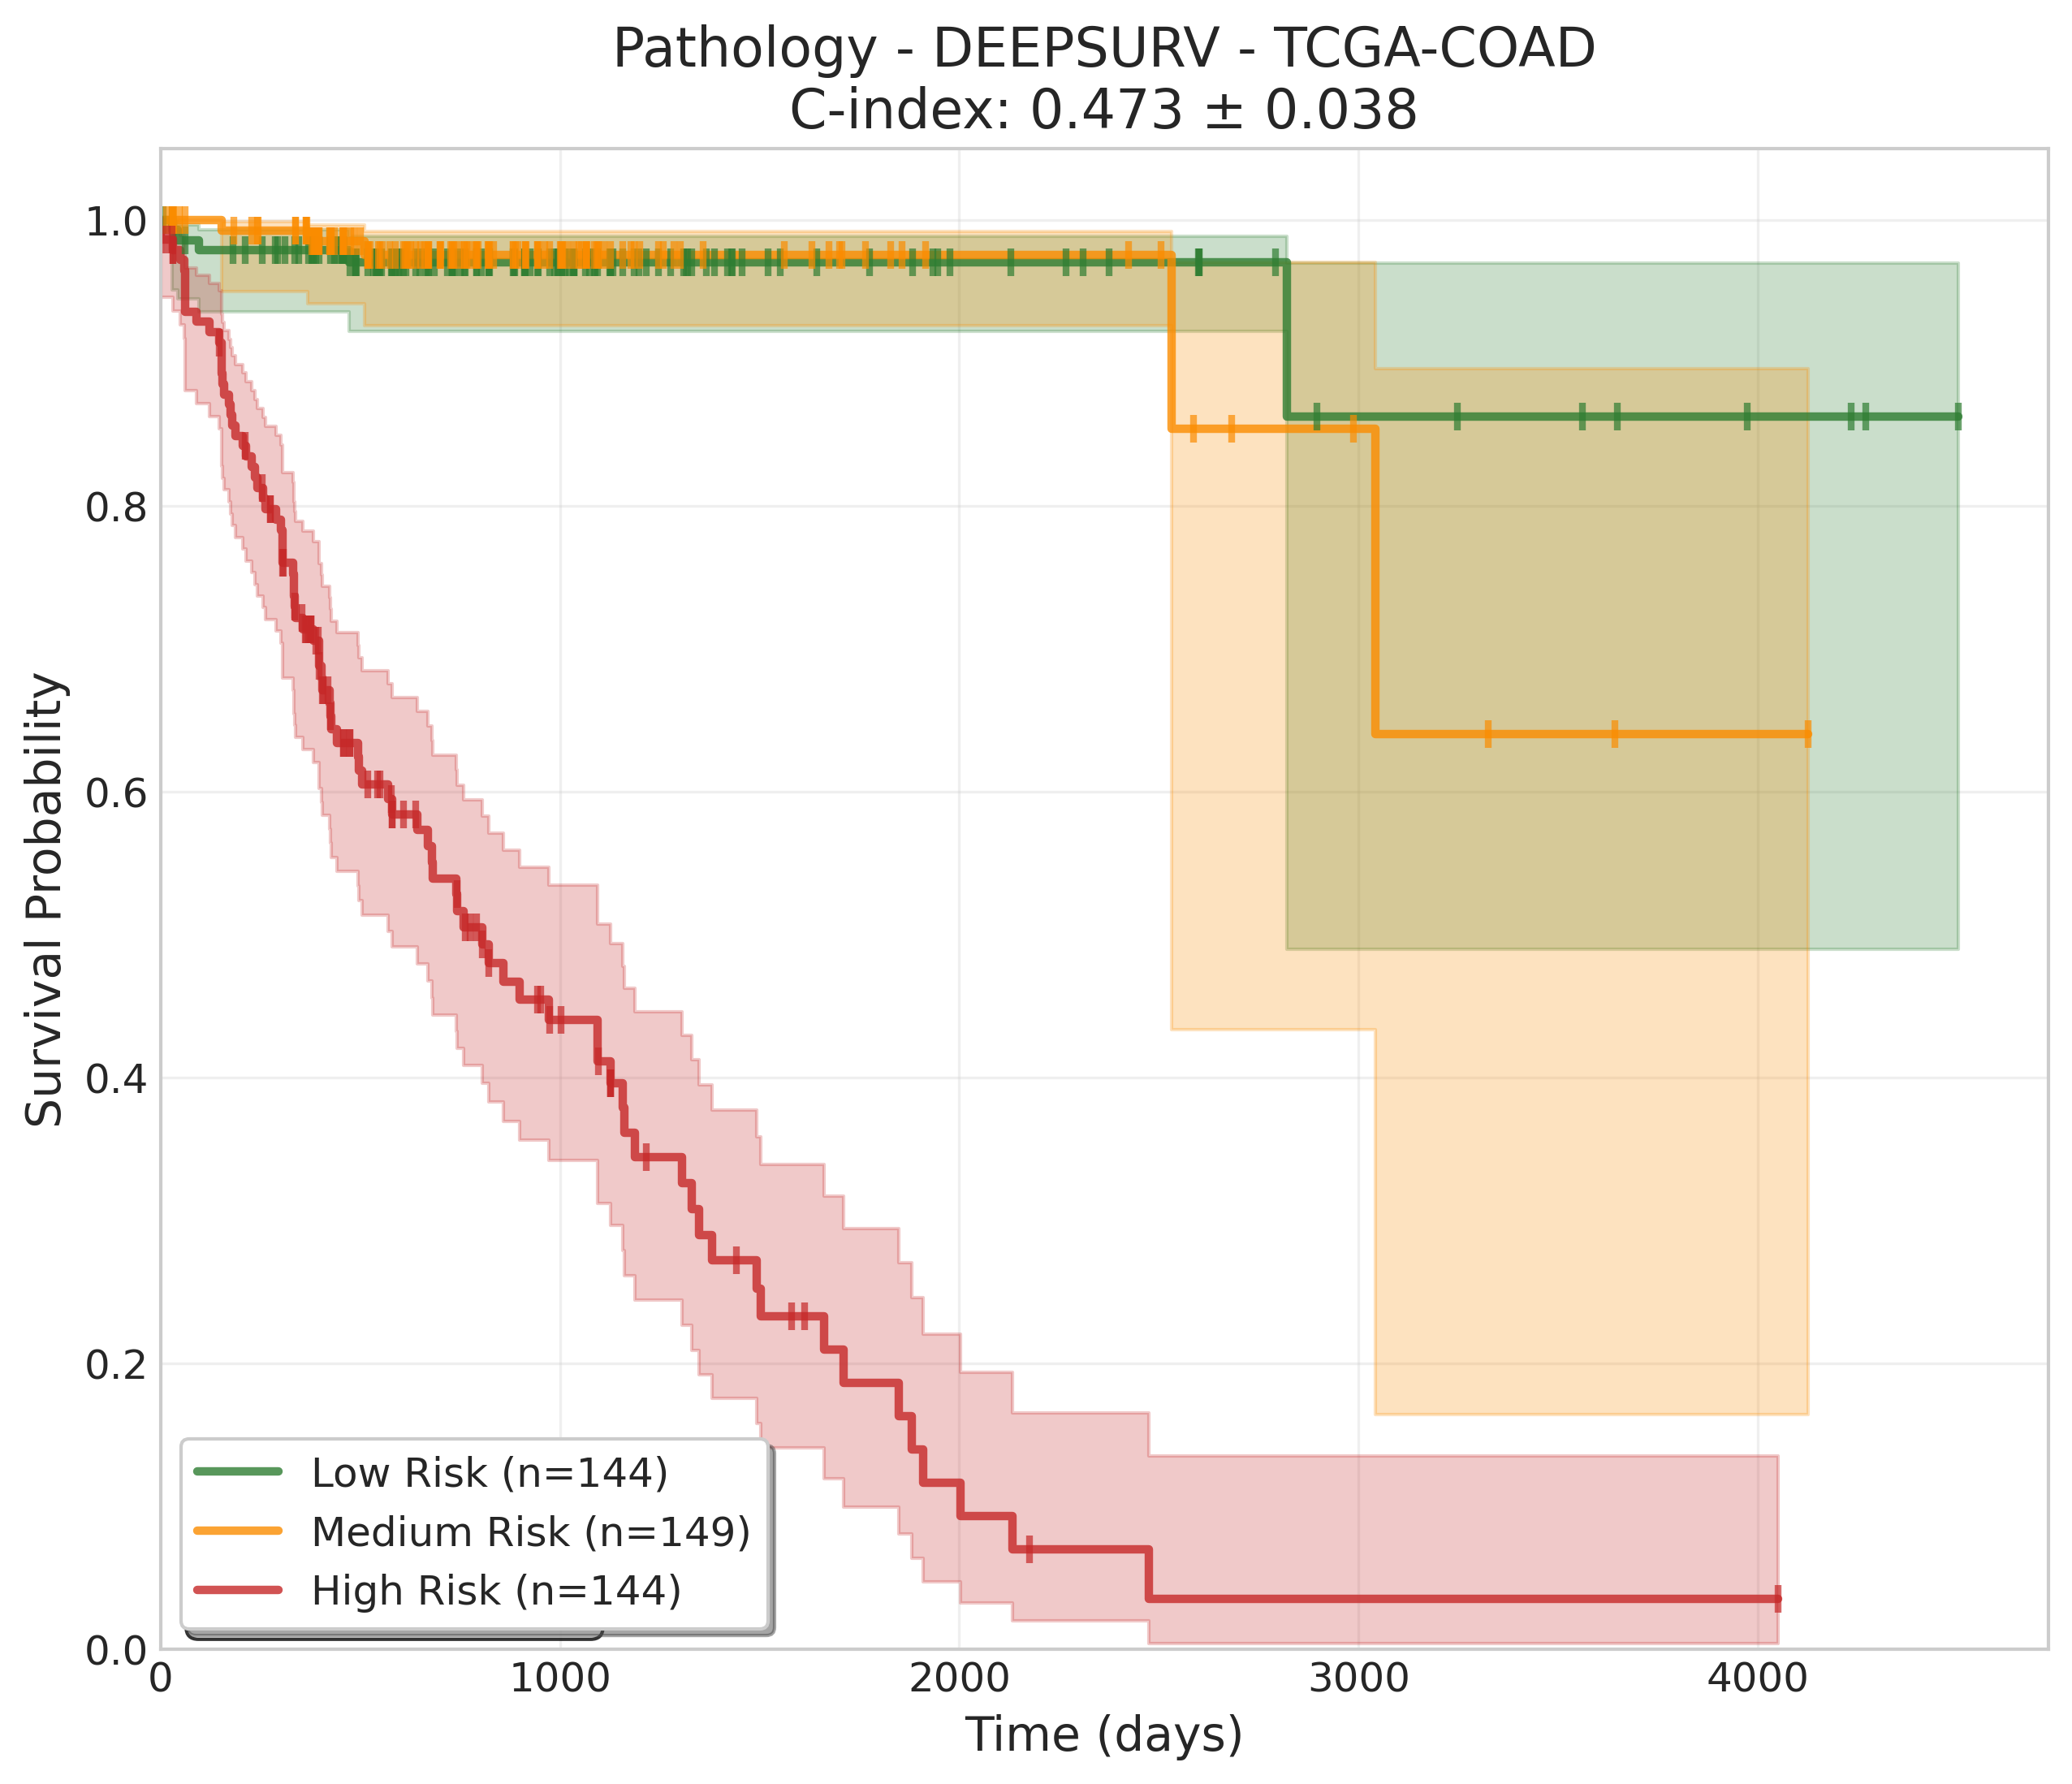 Pathology - DEEPSURV - TCGA-COAD
C-index: 0.473 ± 0.038
Survival Probability
1.0
0.8
0.6
0.4
0.2
0.0
Low Risk (n=144)
Medium Risk (n=149)
High Risk (n=144)
0 1000 2000 3000 4000
Time (days)